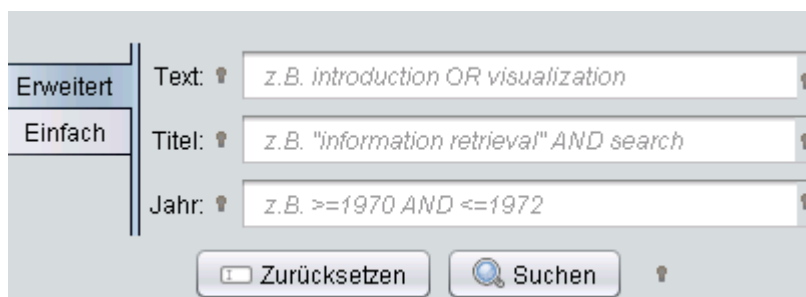 Erweitert
Einfach
Text: z.B. introduction OR visualization
Titel: z.B. "information retrieval" AND search
Jahr: z.B. >=1970 AND <=1972
Zurücksetzen Suchen